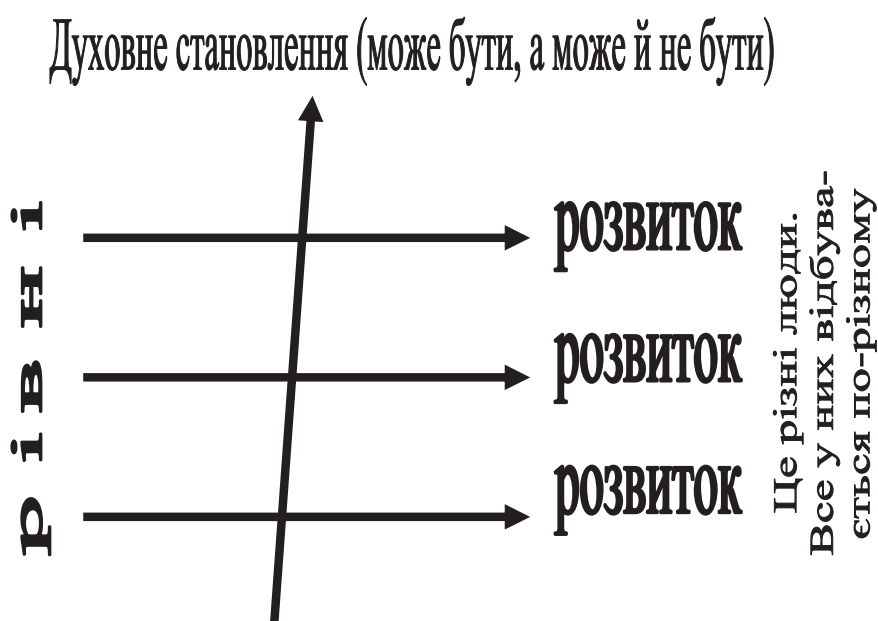 Духовне становлення (може бути, а може й не бути)
рівні
розвиток
розвиток
розвиток
Це різні люди.
Все у них відбува-
ється по-різному